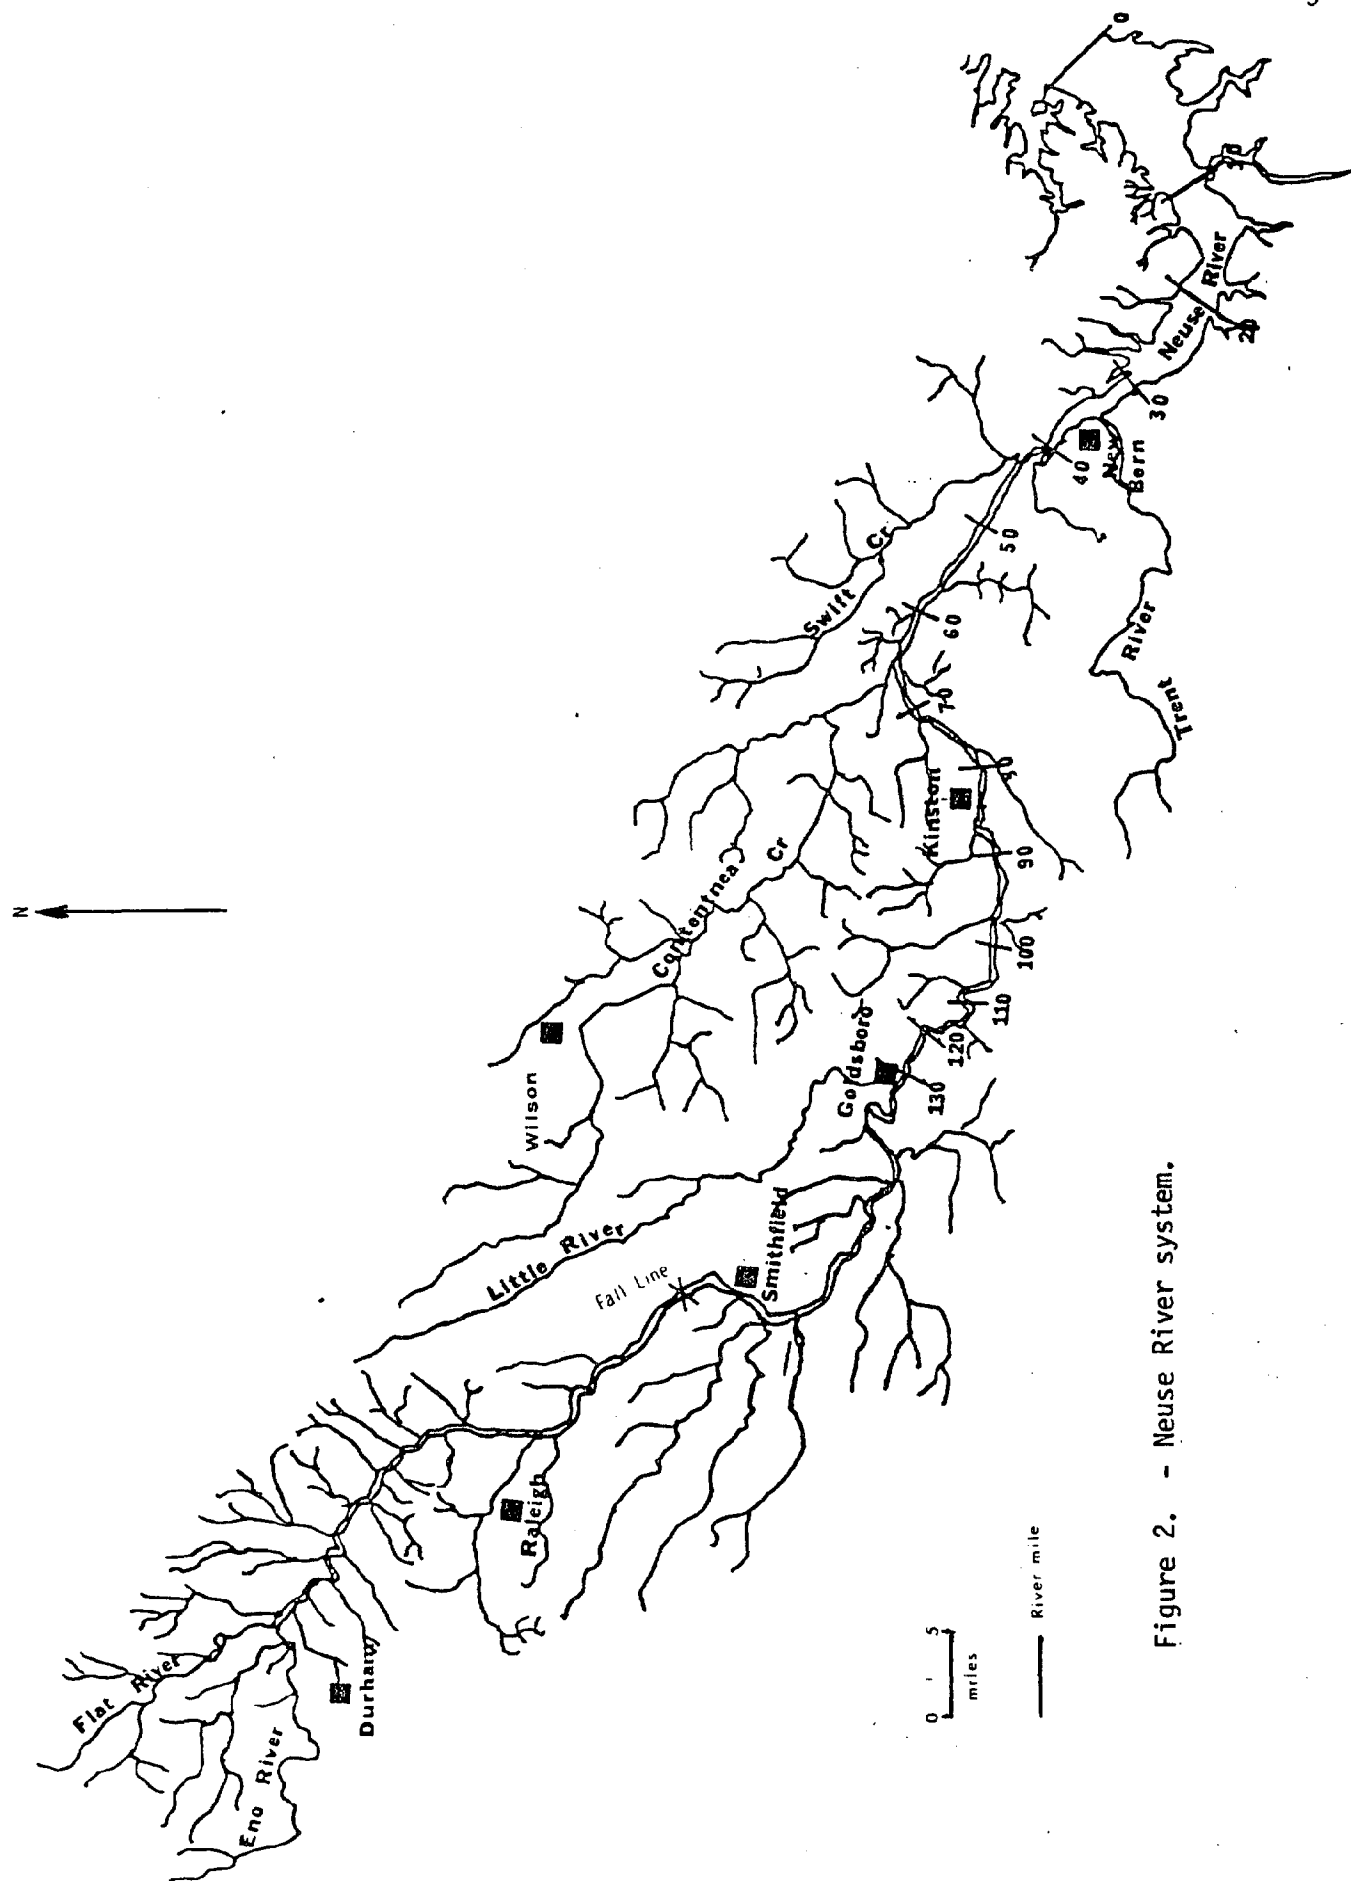 N
Flat River
Eno River
Durham
Raleigh
Little River
Fall Line
Smithfield
Wilson
Contentnea Cr
Goldsboro
Kinston
Swift Cr
New
Bern
Trent River
Neuse River
0
20
30
40
50
60
70
90
100
110
120
130
0 5
miles
River mile
Figure 2. - Neuse River system.